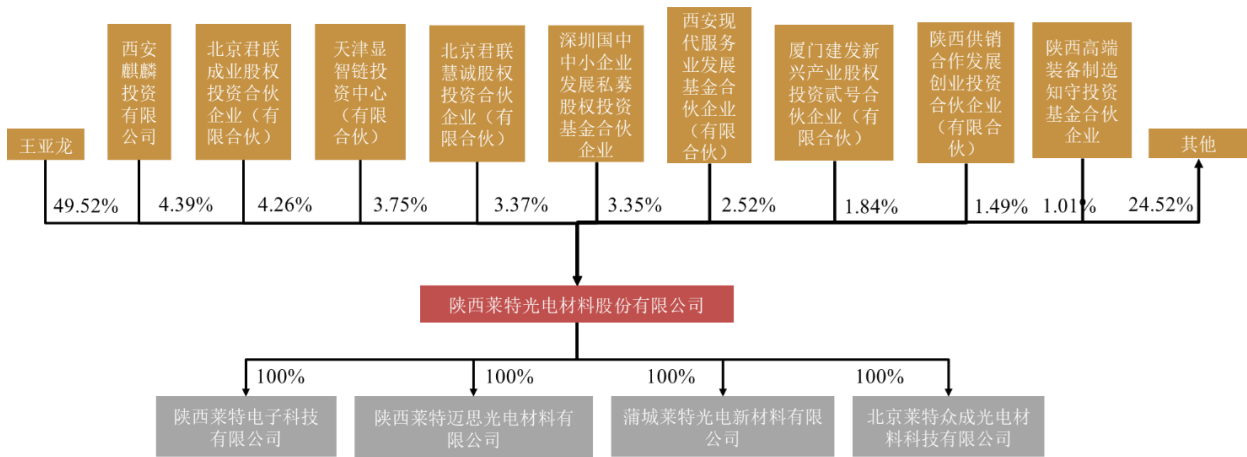 王亚龙
西安
麒麟
投资
有限
公司
北京君联
成业股权
投资合伙
企业（有
限合伙）
天津显
智链投
资中心
（有限
合伙）
北京君联
慧诚股权
投资合伙
企业（有
限合伙）
深圳国中
中小企业
发展私募
股权投资
基金合伙
企业
西安现
代服务
业发展
基金合
伙企业
（有限
合伙）
厦门建发新
兴产业股权
投资贰号合
伙企业（有
限合伙）
陕西供销
合作发展
创业投资
合伙企业
（有限合
伙）
陕西高端
装备制造
知守投资
基金合伙
企业
其他
49.52%
4.39%
4.26%
3.75%
3.37%
3.35%
2.52%
1.84%
1.49%
1.01%
24.52%
陕西莱特光电材料股份有限公司
100%
100%
100%
100%
陕西莱特电子科技
有限公司
陕西莱特迈思光电材料有
限公司
蒲城莱特光电新材料有限
公司
北京莱特众成光电材
料科技有限公司